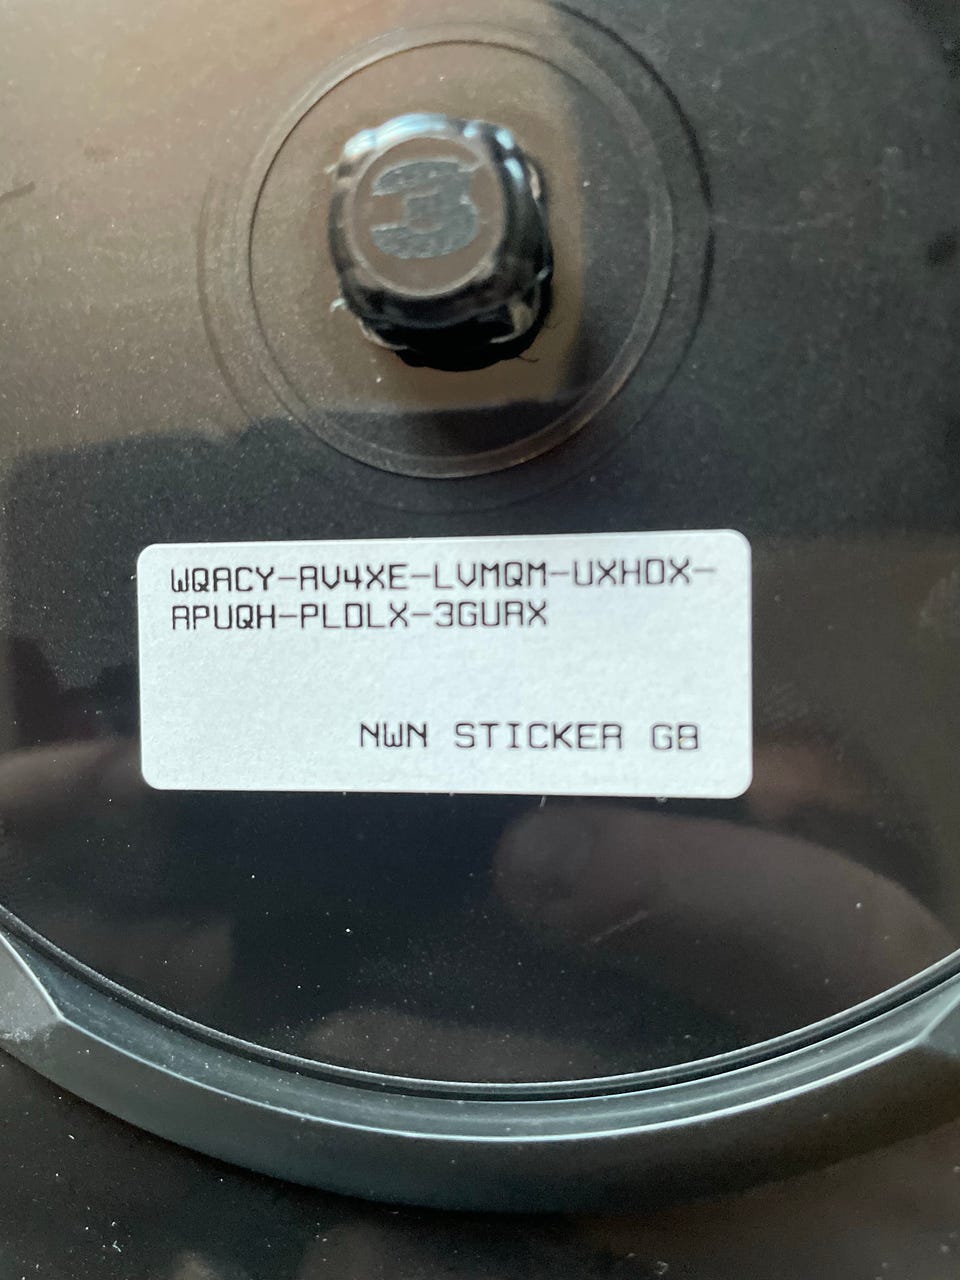 3
WQACY-AV4XE-LVMQM-UXHDX-
APUQH-PLDLX-3GUAX
NWN STICKER GB